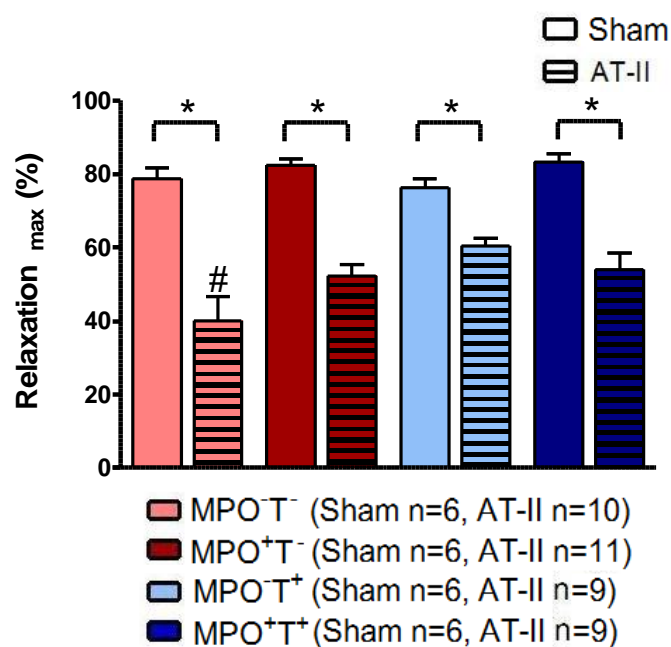 Sham
AT-II
* * * *
100
80
60
40
20
0
Relaxation max (%)
#
MPO⁻T⁻ (Sham n=6, AT-II n=10)
MPO⁺T⁻ (Sham n=6, AT-II n=11)
MPO⁻T⁺ (Sham n=6, AT-II n=9)
MPO⁺T⁺ (Sham n=6, AT-II n=9)